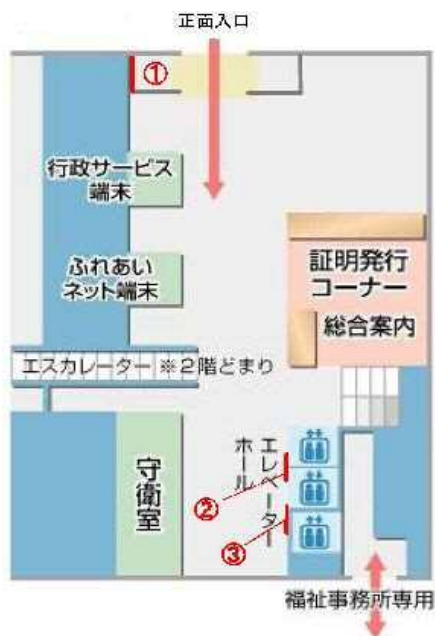 正面入口
①
行政サービス
端末
ふれあい
ネット端末
証明発行
コーナー
総合案内
エスカレーター ※2階どまり
守衛室
エレベーター
ホール
②
③
福祉事務所専用